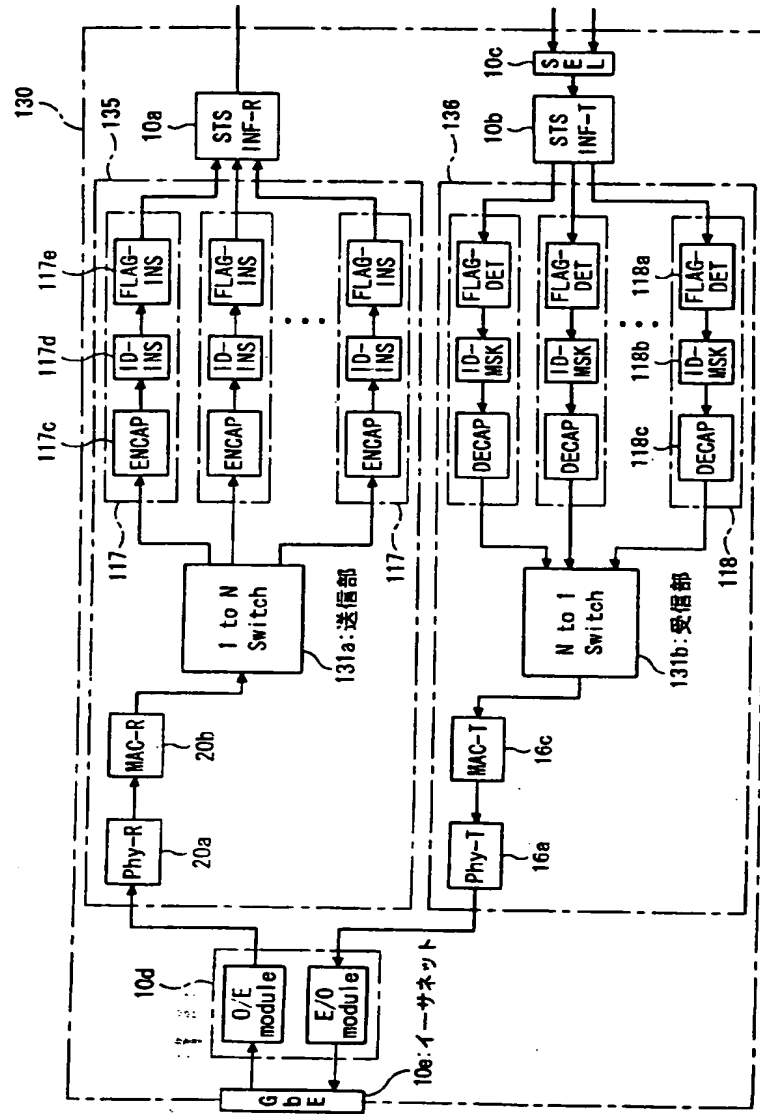 130
135
10a
STS
INF-R
117e
FLAG-
INS
117d
ID-
INS
117c
ENCAP
FLAG-
INS
ID-
INS
ENCAP
FLAG-
INS
ID-
INS
ENCAP
117
117
1 to N
Switch
131a:送信部
MAC-R
20b
Phy-R
20a
10d
O/E
module
E/O
module
GbE
10e:イーサネット
10c
SEL
10b
STS
INF-T
136
FLAG-
DET
ID-
MSK
DECAP
FLAG-
DET
ID-
MSK
DECAP
118a
FLAG-
DET
118b
ID-
MSK
118c
DECAP
118
N to 1
Switch
131b:受信部
MAC-T
16c
Phy-T
16a